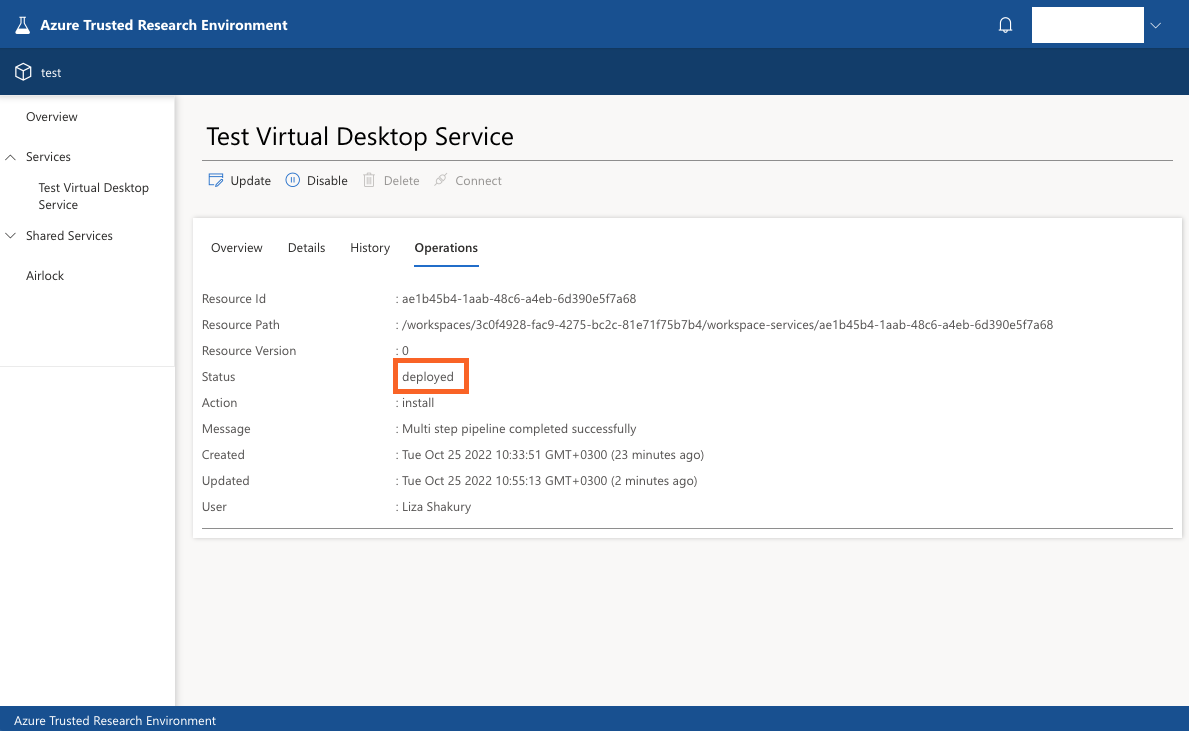 Azure Trusted Research Environment
test
Overview
Services
Test Virtual Desktop
Service
Shared Services
Airlock
Test Virtual Desktop Service
Update Disable Delete Connect
Overview Details History Operations
Resource Id : ae1b45b4-1aab-48c6-a4eb-6d390e5f7a68
Resource Path : /workspaces/3c0f4928-fac9-4275-bc2c-81e71f75b7b4/workspace-services/ae1b45b4-1aab-48c6-a4eb-6d390e5f7a68
Resource Version : 0
Status deployed
Action : install
Message : Multi step pipeline completed successfully
Created : Tue Oct 25 2022 10:33:51 GMT+0300 (23 minutes ago)
Updated : Tue Oct 25 2022 10:55:13 GMT+0300 (2 minutes ago)
User : Liza Shakury
Azure Trusted Research Environment